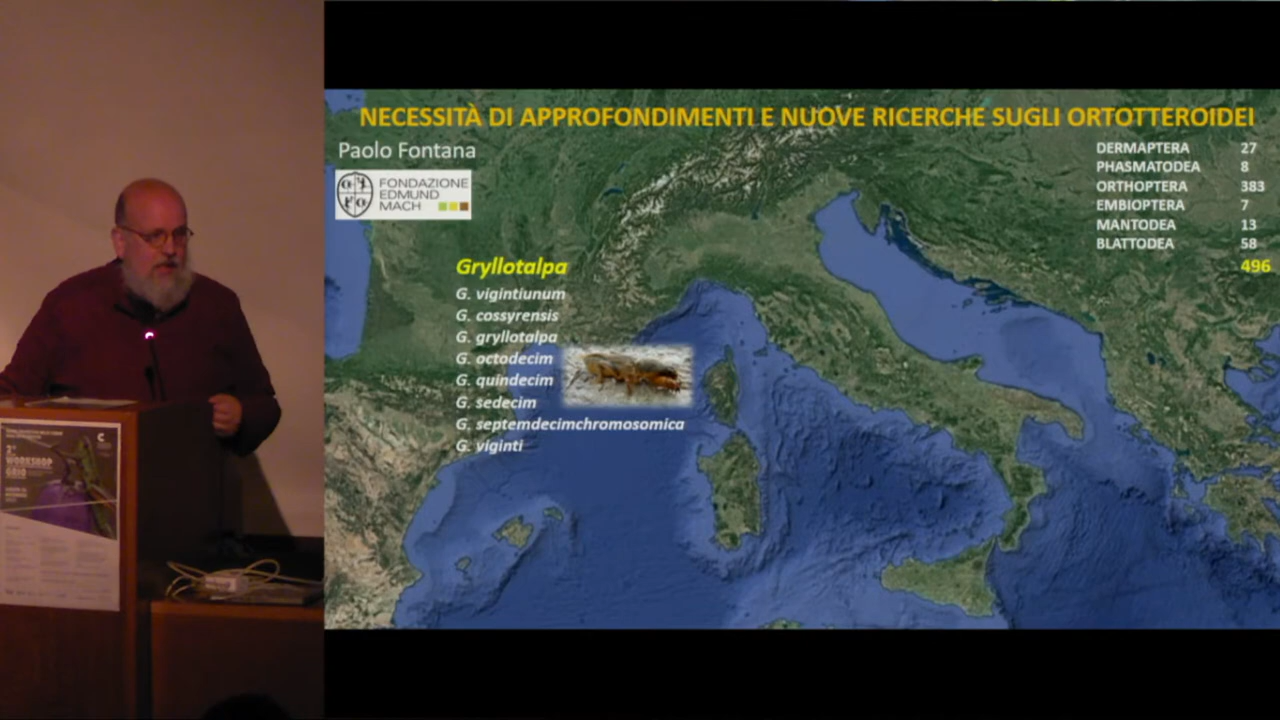 NECESSITÀ DI APPROFONDIMENTI E NUOVE RICERCHE SUGLI ORTOTTEROIDEI
Paolo Fontana
FONDAZIONE
EDMUND
MACH
DERMAPTERA 27
PHASMATODEA 8
ORTHOPTERA 383
EMBIOPTERA 7
MANTODEA 13
BLATTODEA 58
496
Gryllotalpa
G. vigintiunum
G. cossyrensis
G. gryllotalpa
G. octodecim
G. quindecim
G. sedecim
G. septemdecimchromosomica
G. viginti
WORKSHOP